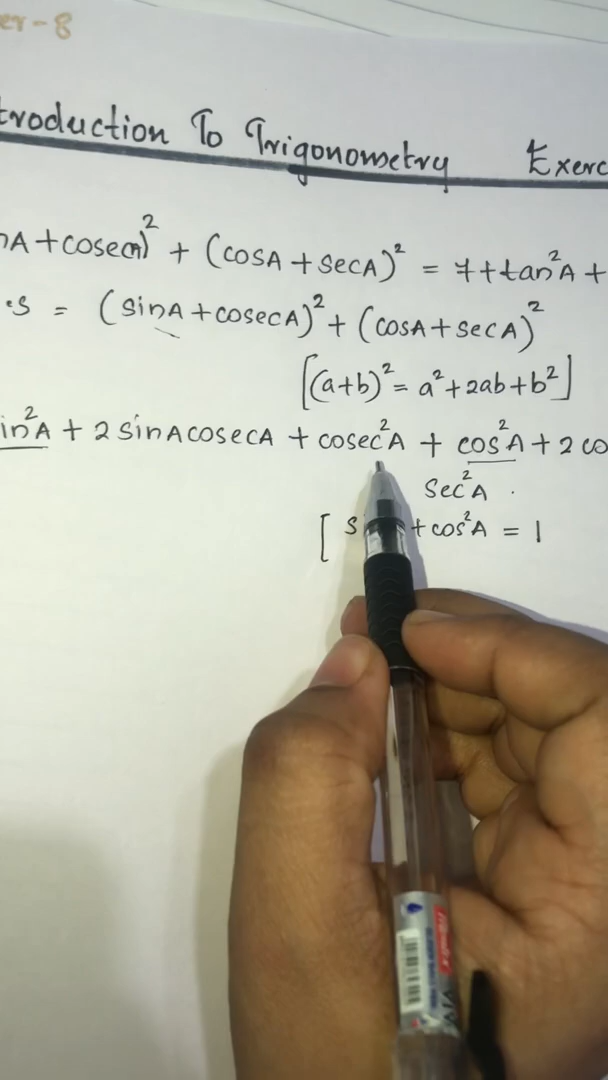 er-8
troduction To Trigonometry Exerc
nA + cosecA)² + (cosA + secA)² = 7 + tan²A +
.S = (sinA + cosecA)² + (cosA + secA)²
[(a+b)² = a² + 2ab + b²]
in²A + 2 sinA cosecA + cosec²A + cos²A + 2 co
sec²A .
[ s + cos²A = 1